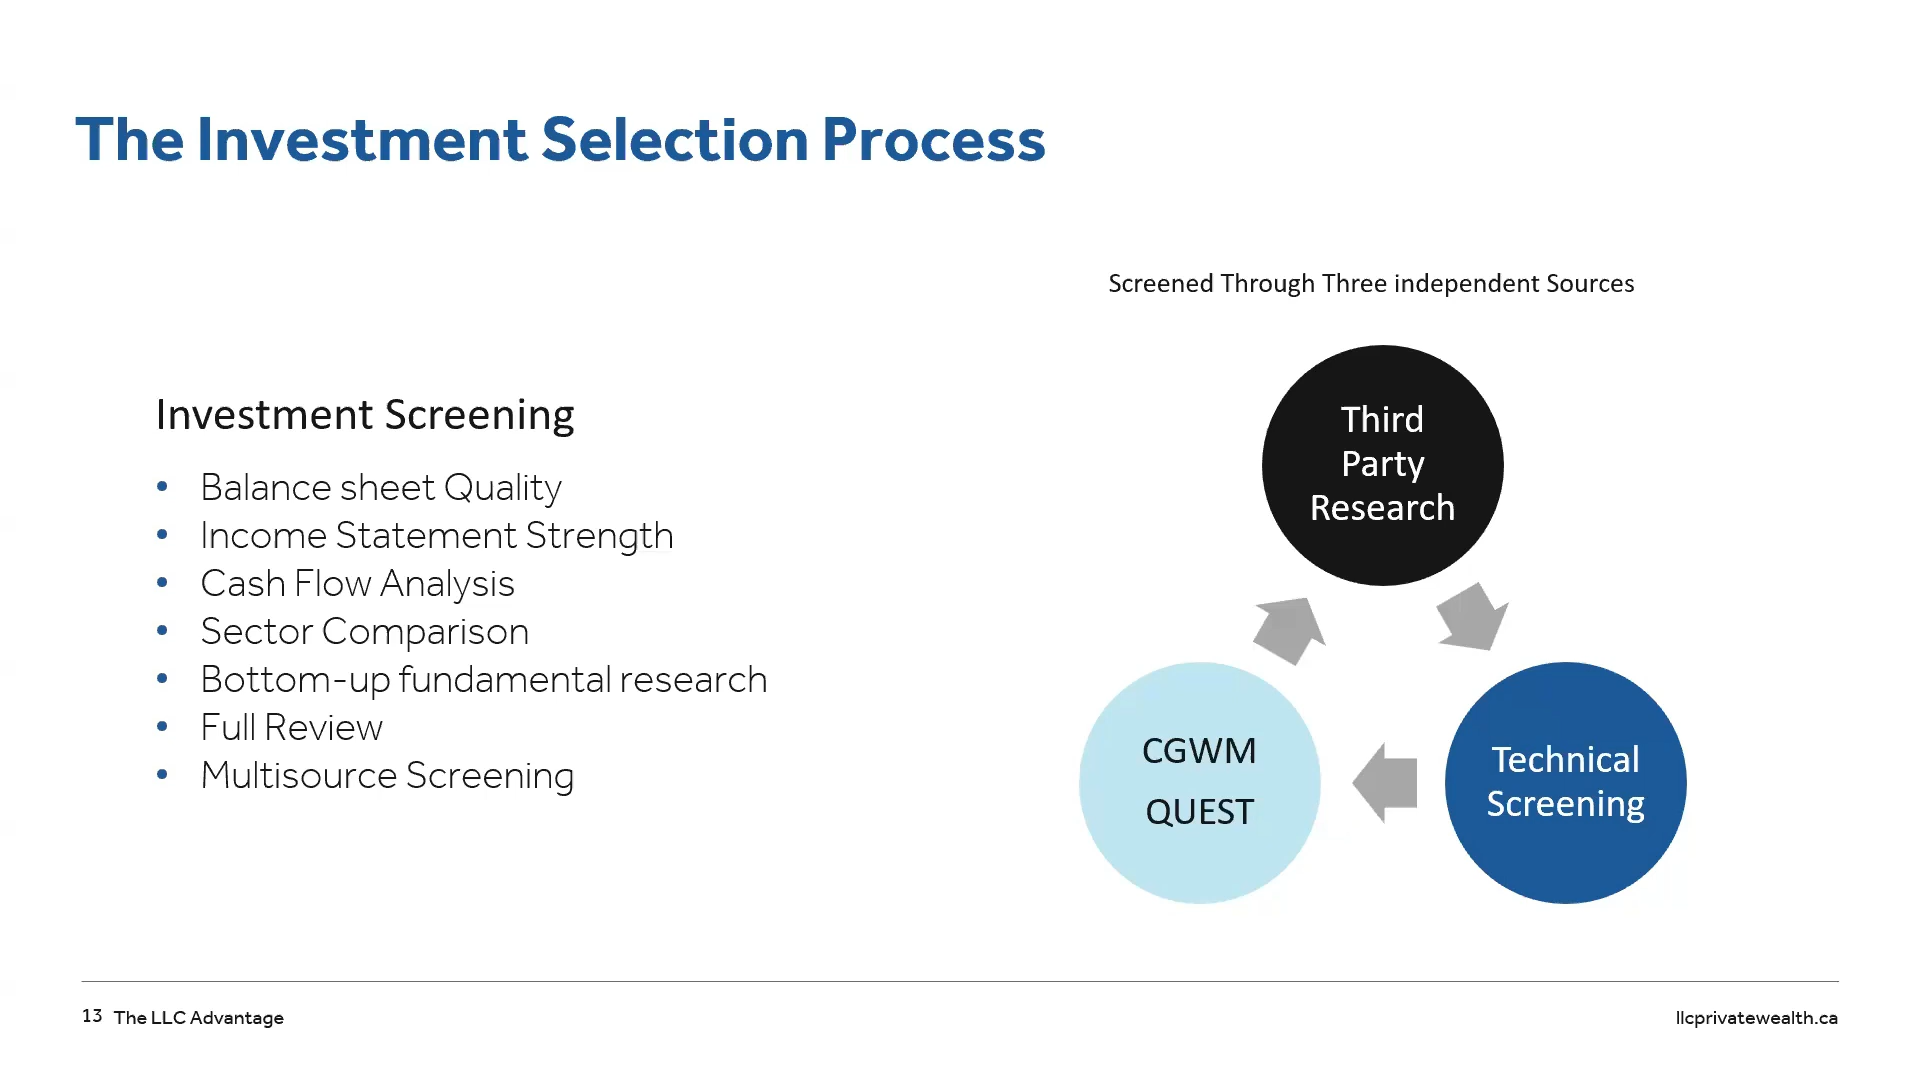 The Investment Selection Process
Screened Through Three independent Sources
Investment Screening
• Balance sheet Quality
• Income Statement Strength
• Cash Flow Analysis
• Sector Comparison
• Bottom-up fundamental research
• Full Review
• Multisource Screening
Third
Party
Research
Technical
Screening
CGWM
QUEST
13 The LLC Advantage
llcprivatewealth.ca